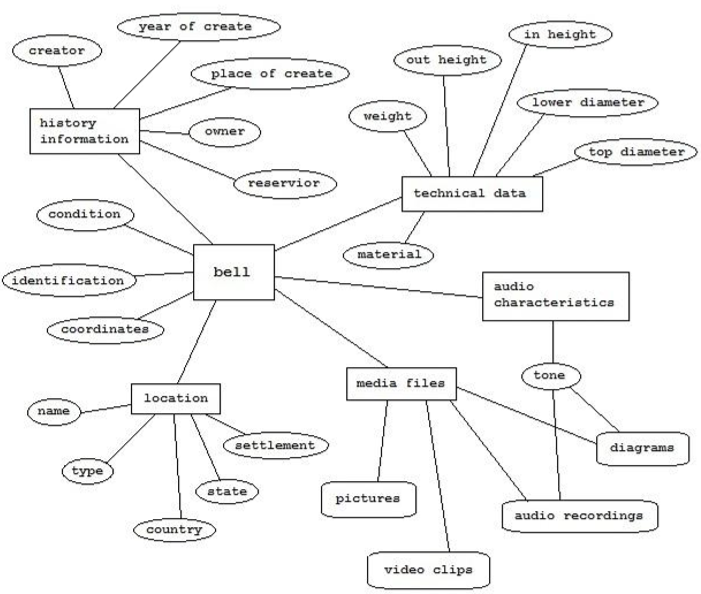 year of create
in height
creator
out height
place of create
lower diameter
weight
history
information
owner
top diameter
reservior
technical data
condition
material
bell
identification
audio
characteristics
coordinates
tone
media files
location
name
settlement
diagrams
type
state
pictures
audio recordings
country
video clips